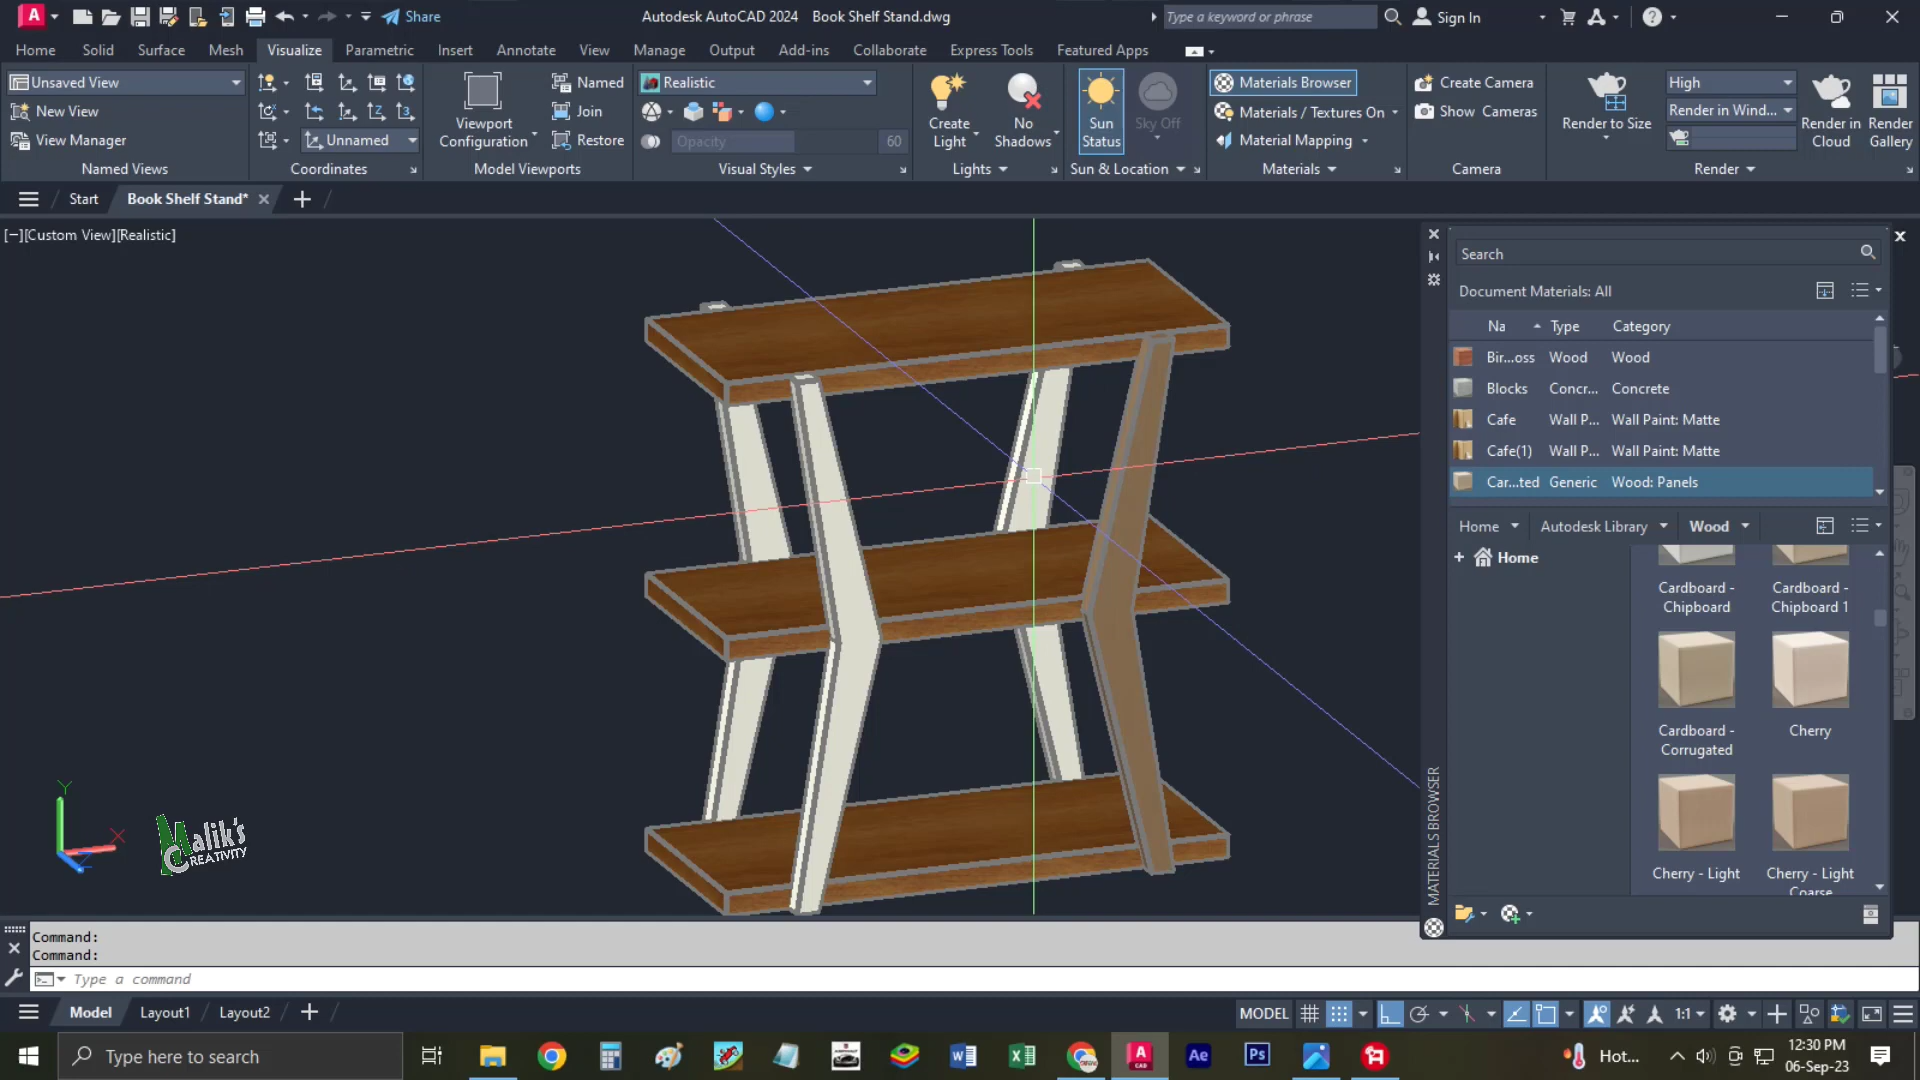 Share
Autodesk AutoCAD 2024 Book Shelf Stand.dwg
Type a keyword or phrase
Sign In
Home Solid Surface Mesh Visualize Parametric Insert Annotate View Manage Output Add-ins Collaborate Express Tools Featured Apps
Unsaved View
New View
View Manager
Named Views
Unnamed
Coordinates
Viewport
Configuration
Named
Join
Restore
Model Viewports
Realistic
Opacity 60
Visual Styles
Create
Light
No
Shadows
Lights
Sun
Status
Sky Off
Sun & Location
Materials Browser
Materials / Textures On
Material Mapping
Materials
Create Camera
Show Cameras
Camera
Render to Size
High
Render in Wind...
Render in
Cloud
Render
Gallery
Render
Start
Book Shelf Stand*
[−][Custom View][Realistic]
Search
Document Materials: All
Na Type Category
Bir...oss Wood Wood
Blocks Concr... Concrete
Cafe Wall P... Wall Paint: Matte
Cafe(1) Wall P... Wall Paint: Matte
Car...ted Generic Wood: Panels
Home Autodesk Library Wood
+ Home
Cardboard -
Chipboard
Cardboard -
Chipboard 1
Cardboard -
Corrugated
Cherry
Cherry - Light
Cherry - Light
Coarse
MATERIALS BROWSER
Y
X
Z
Malik's
CREATIVITY
Command:
Command:
Type a command
Model Layout1 Layout2
MODEL
1:1
Type here to search
Hot...
12:30 PM
06-Sep-23